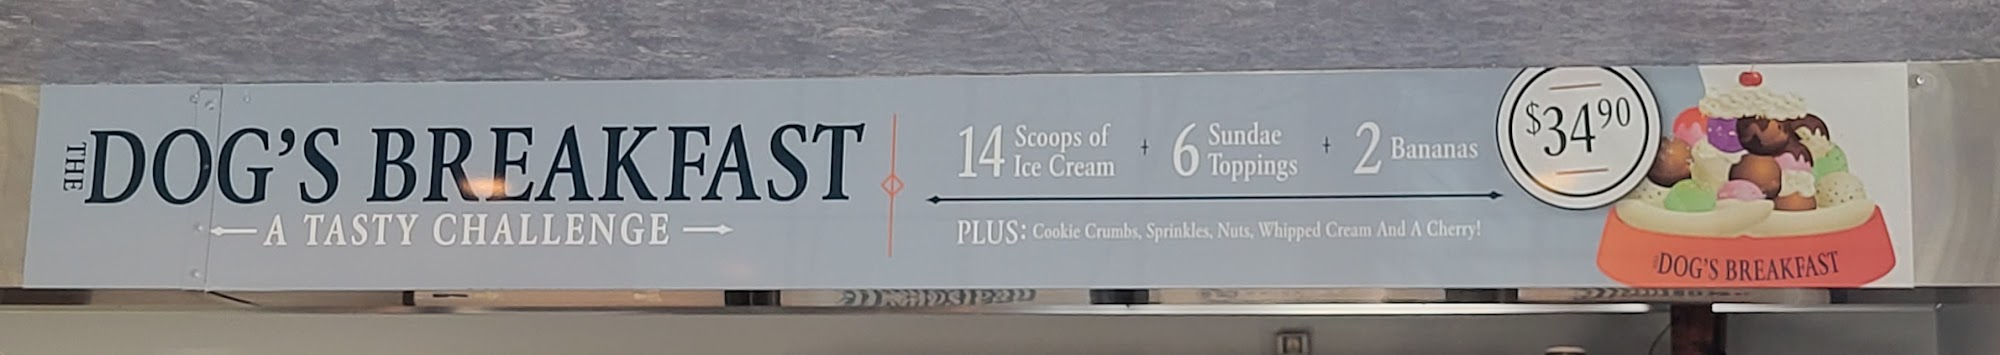 THE DOG'S BREAKFAST
A TASTY CHALLENGE
14 Scoops of Ice Cream + 6 Sundae Toppings + 2 Bananas
PLUS: Cookie Crumbs, Sprinkles, Nuts, Whipped Cream And A Cherry!
$34.90
THE DOG'S BREAKFAST